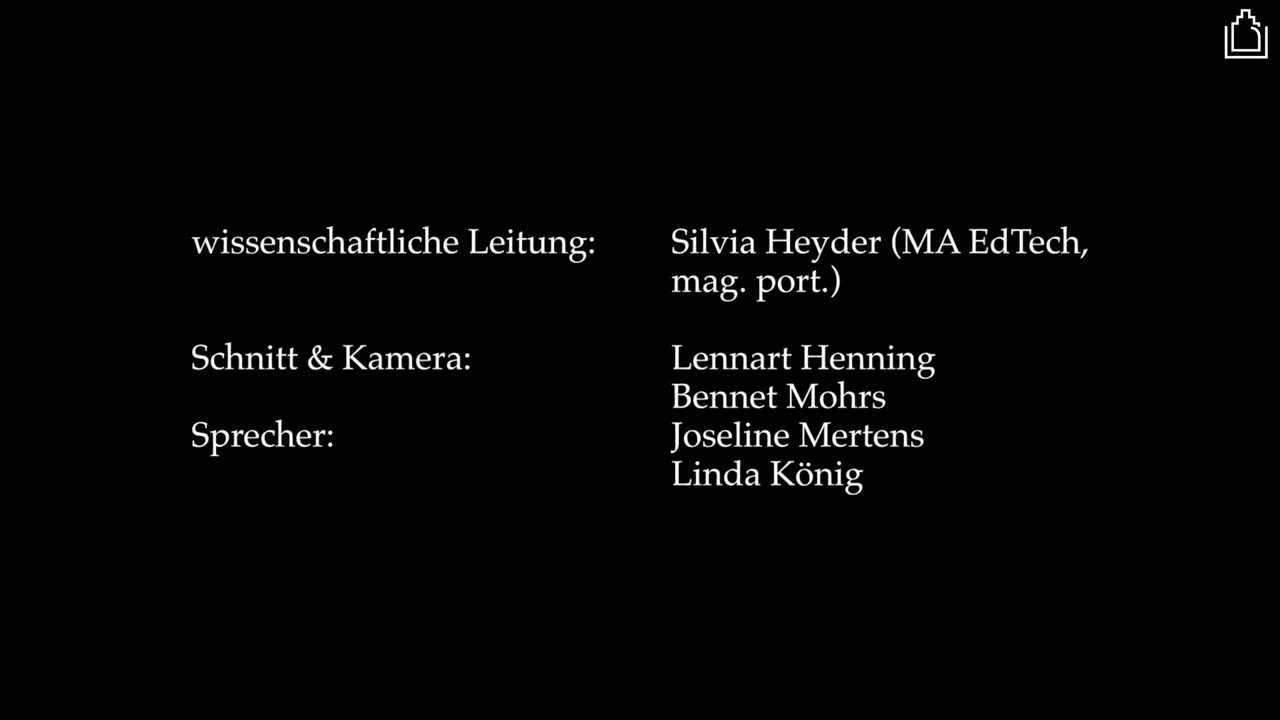 wissenschaftliche Leitung: Silvia Heyder (MA EdTech,
mag. port.)
Schnitt & Kamera: Lennart Henning
Bennet Mohrs
Sprecher: Joseline Mertens
Linda König